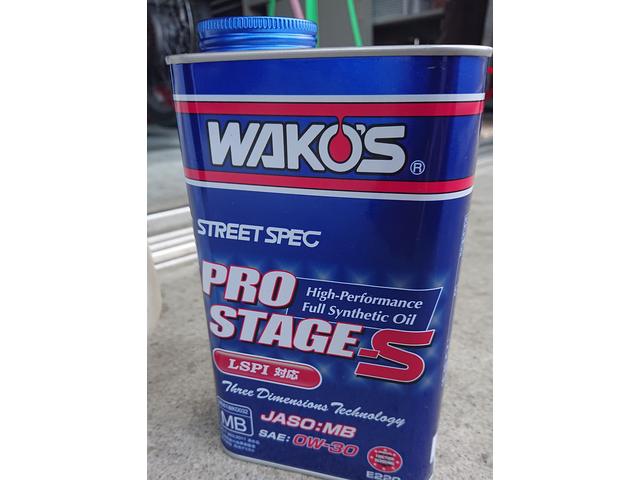 WAKO'S®
STREET SPEC
PRO
STAGE-S
High-Performance
Full Synthetic Oil
LSPI 対応
Three Dimensions Technology
JASO:MB
SAE: 0W-30
MB
E220